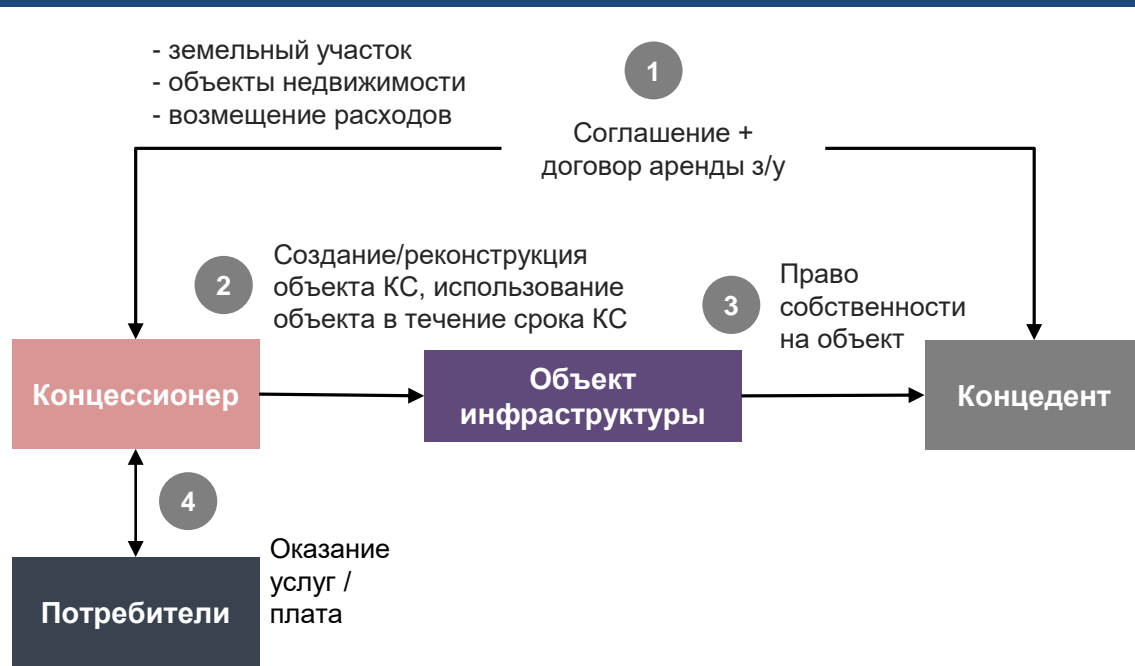 - земельный участок
- объекты недвижимости
- возмещение расходов
1
Соглашение +
договор аренды з/у
2
Создание/реконструкция
объекта КС, использование
объекта в течение срока КС
3
Право
собственности
на объект
Концессионер
Объект
инфраструктуры
Концедент
4
Оказание
услуг /
плата
Потребители